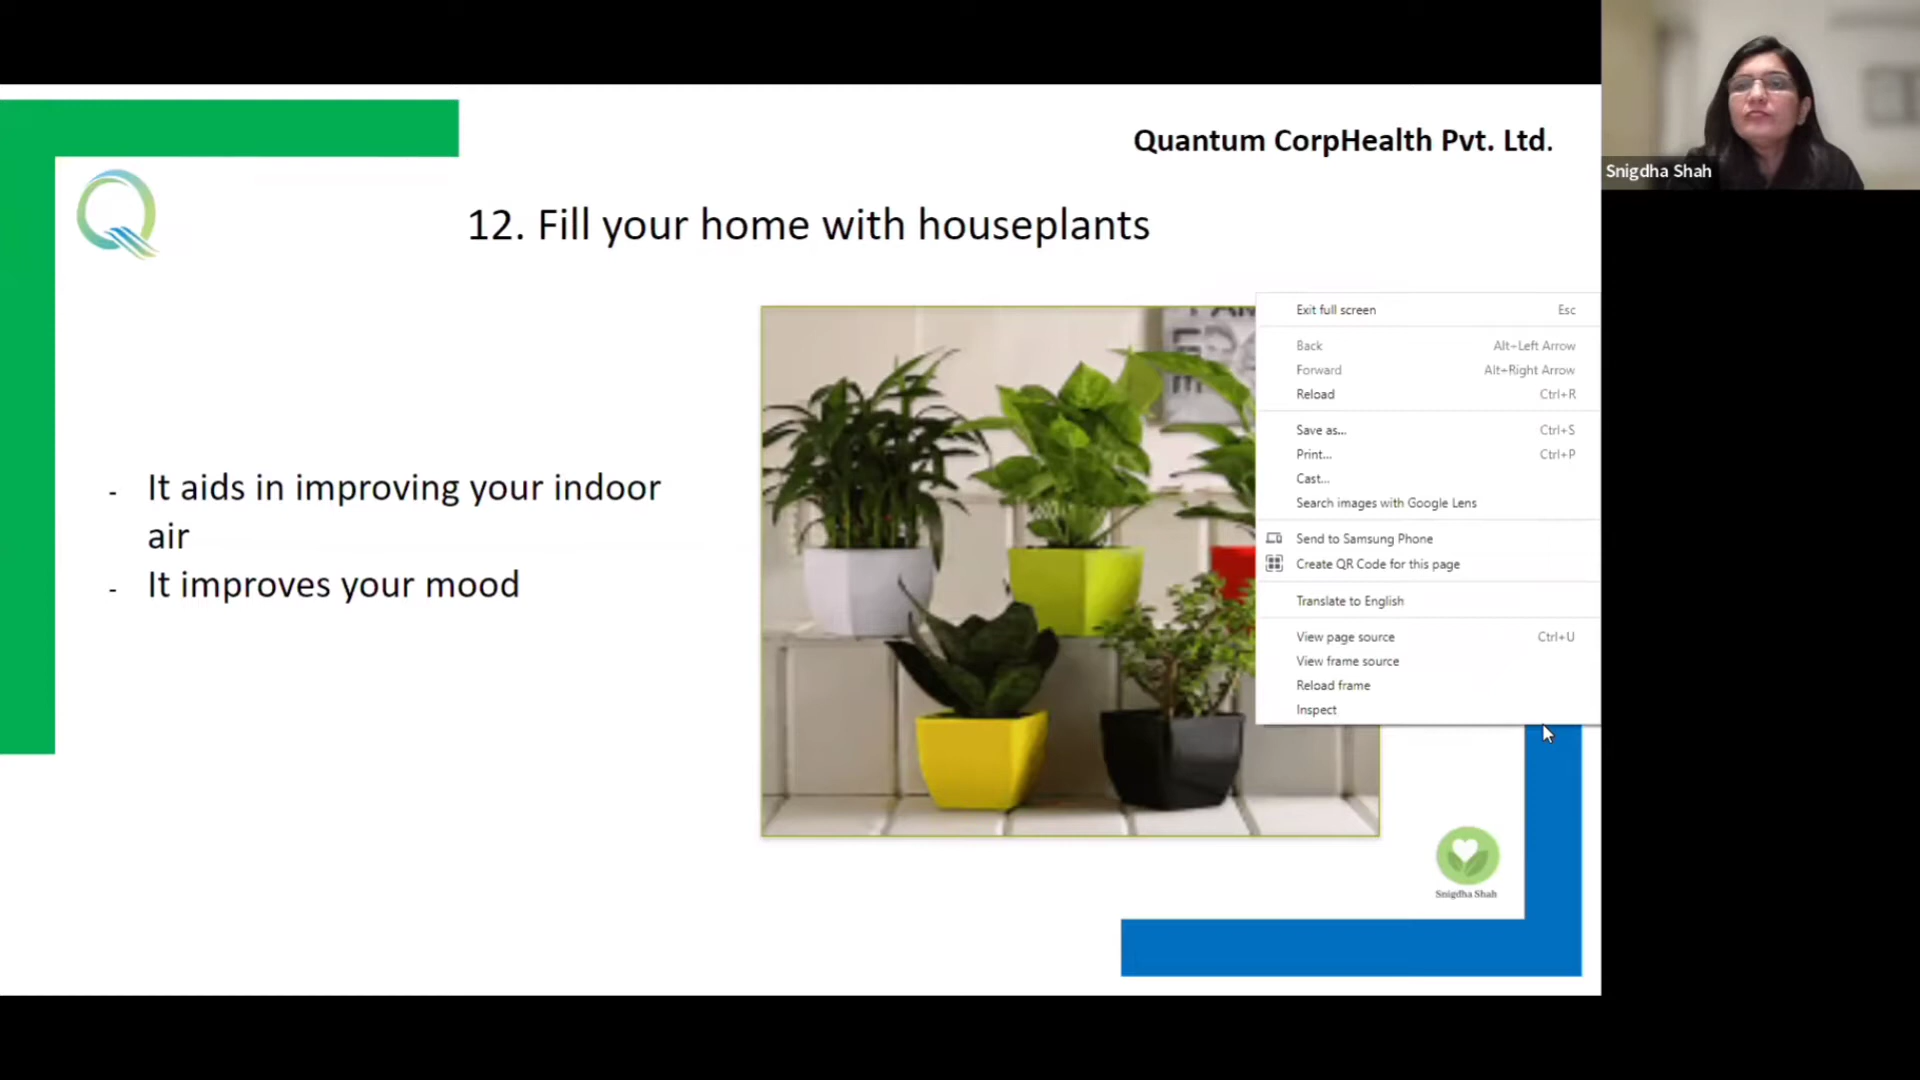 Quantum CorpHealth Pvt. Ltd.
Snigdha Shah
12. Fill your home with houseplants
- It aids in improving your indoor
air
- It improves your mood
Exit full screen Esc
Back Alt+Left Arrow
Forward Alt+Right Arrow
Reload Ctrl+R
Save as... Ctrl+S
Print... Ctrl+P
Cast...
Search images with Google Lens
Send to Samsung Phone
Create QR Code for this page
Translate to English
View page source Ctrl+U
View frame source
Reload frame
Inspect
Snigdha Shah